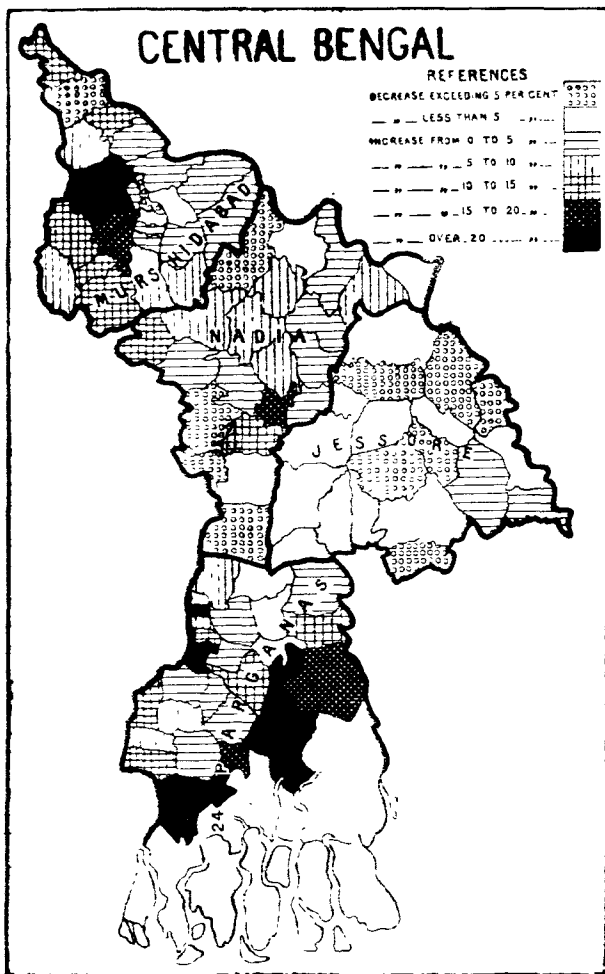 CENTRAL BENGAL
REFERENCES
DECREASE EXCEEDING 5 PER CENT
— „ — LESS THAN 5 — „ —
INCREASE FROM 0 TO 5 „ —
— „ — „ — „ 5 TO 10 „ —
— „ — „ — „ 10 TO 15 „
— „ — „ — „ 15 TO 20 „ —
— „ — OVER 20 — „ —
MURSHIDABAD
NADIA
JESSORE
24 PARGANAS